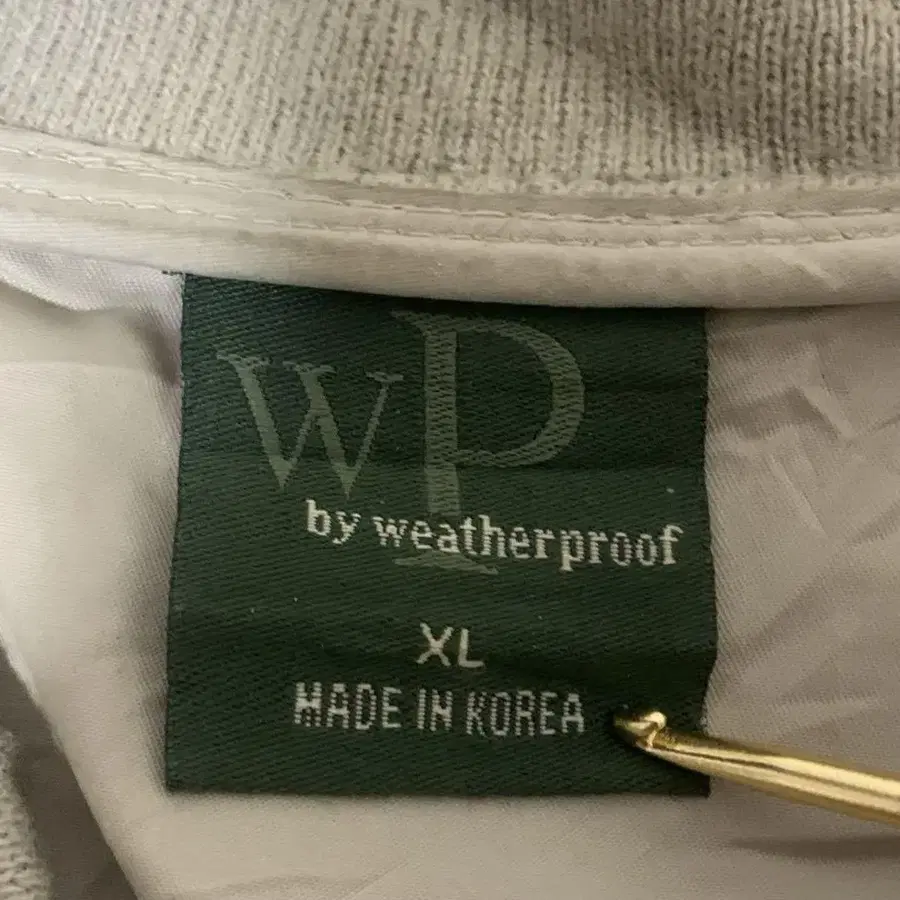 WP
by weatherproof
XL
MADE IN KOREA